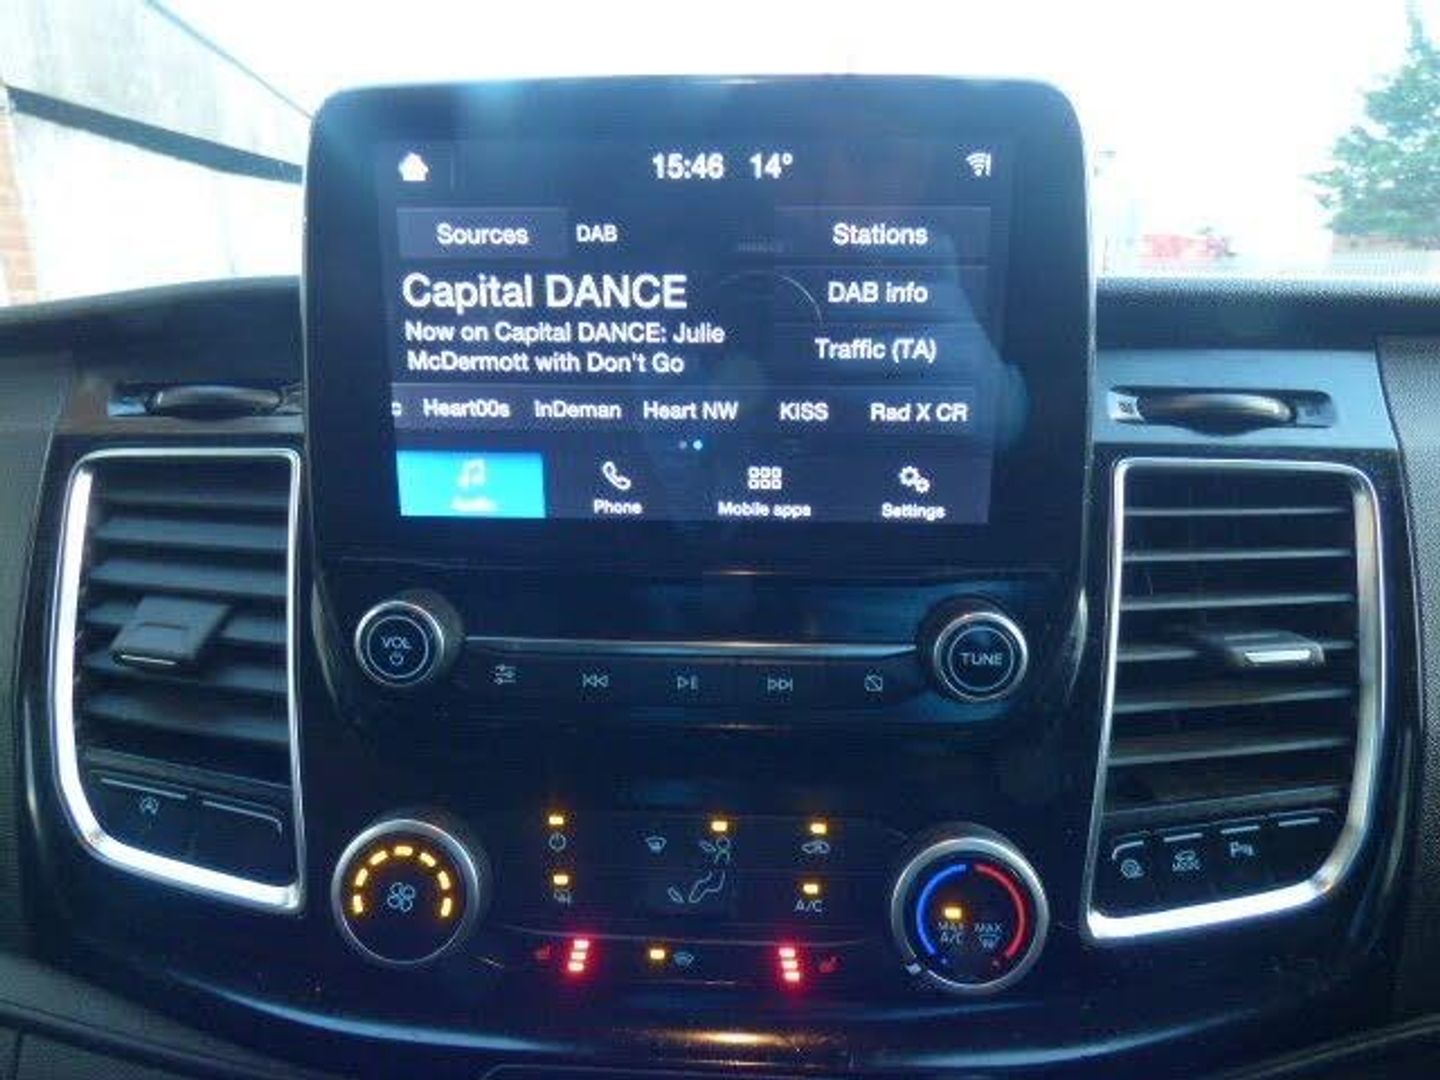 15:46 14°
Sources DAB Stations
Capital DANCE
DAB info
Now on Capital DANCE: Julie
McDermott with Don't Go
Traffic (TA)
c Heart00s InDeman Heart NW KISS Rad X CR
Phone Mobile apps Settings
VOL
TUNE
A/C
MAX
A/C
MAX